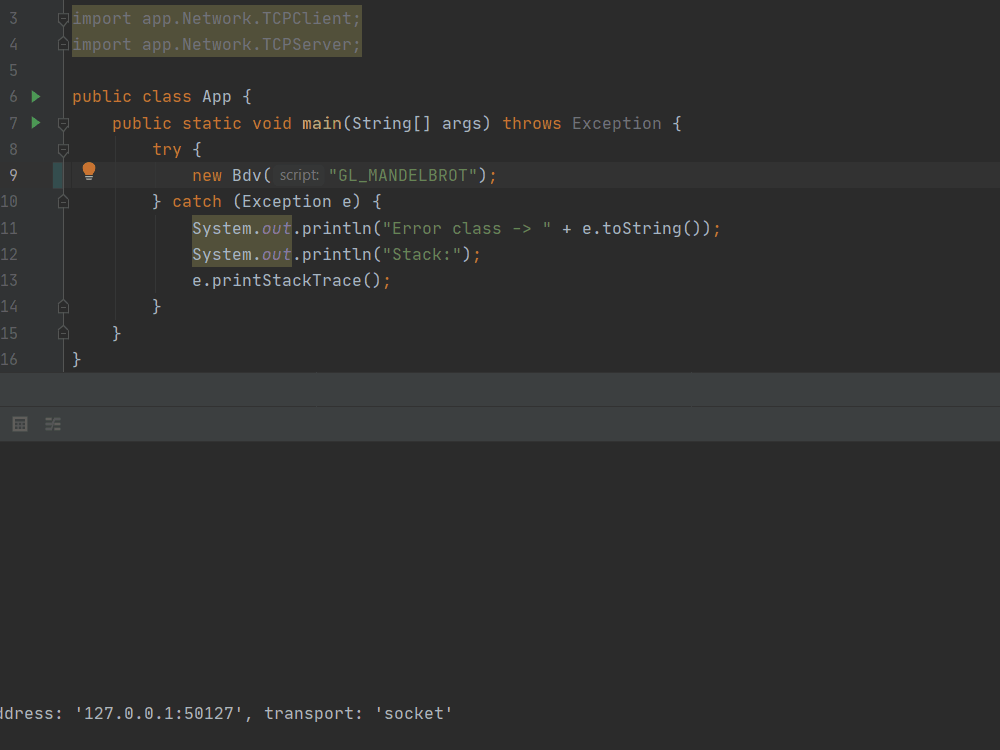 3 import app.Network.TCPClient;
4 import app.Network.TCPServer;
5
6 public class App {
7 public static void main(String[] args) throws Exception {
8 try {
9 new Bdv( script: "GL_MANDELBROT");
10 } catch (Exception e) {
11 System.out.println("Error class -> " + e.toString());
12 System.out.println("Stack:");
13 e.printStackTrace();
14 }
15 }
16 }
ddress: '127.0.0.1:50127', transport: 'socket'